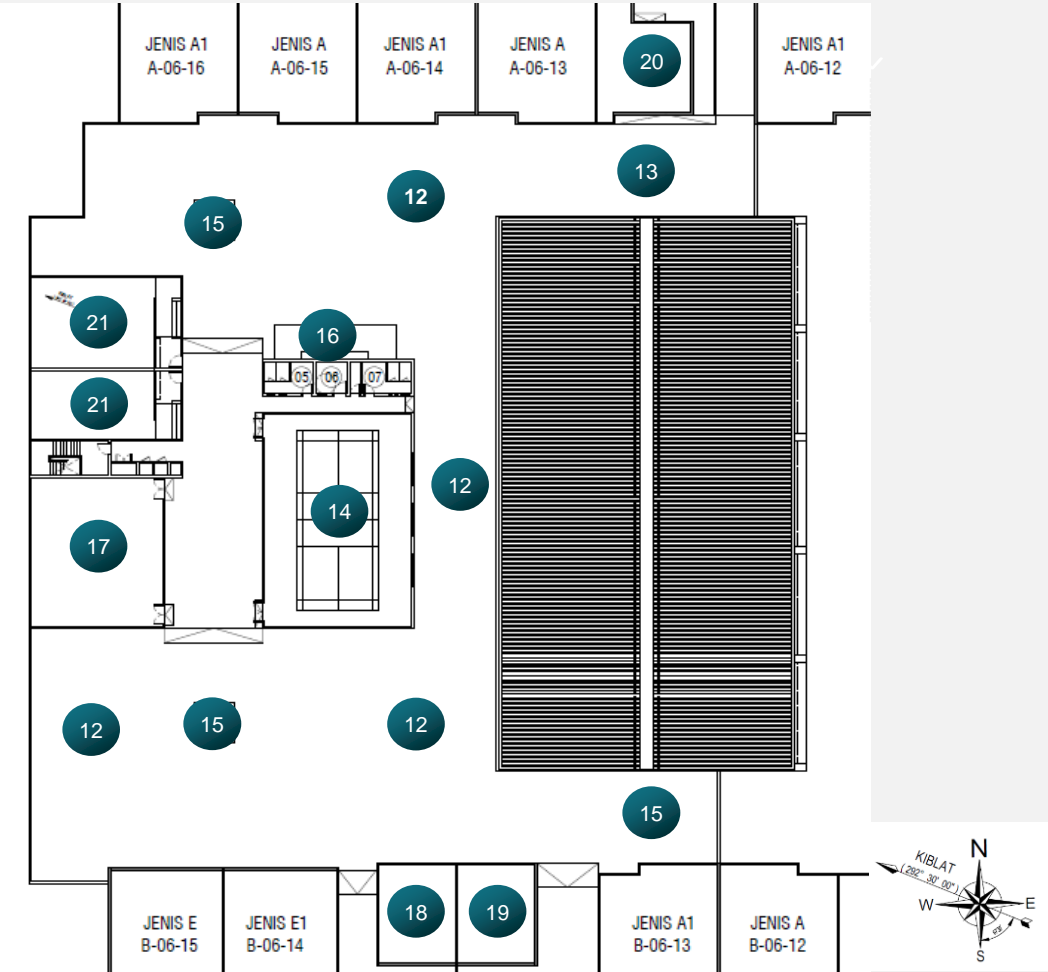 JENIS A1
A-06-16
JENIS A
A-06-15
JENIS A1
A-06-14
JENIS A
A-06-13
20
JENIS A1
A-06-12
13
12
15
21
16
05
06
07
21
12
14
17
12
15
12
15
18
19
JENIS E
B-06-15
JENIS E1
B-06-14
JENIS A1
B-06-13
JENIS A
B-06-12
N
KIBLAT
(292° 30' 00")
W
E
S